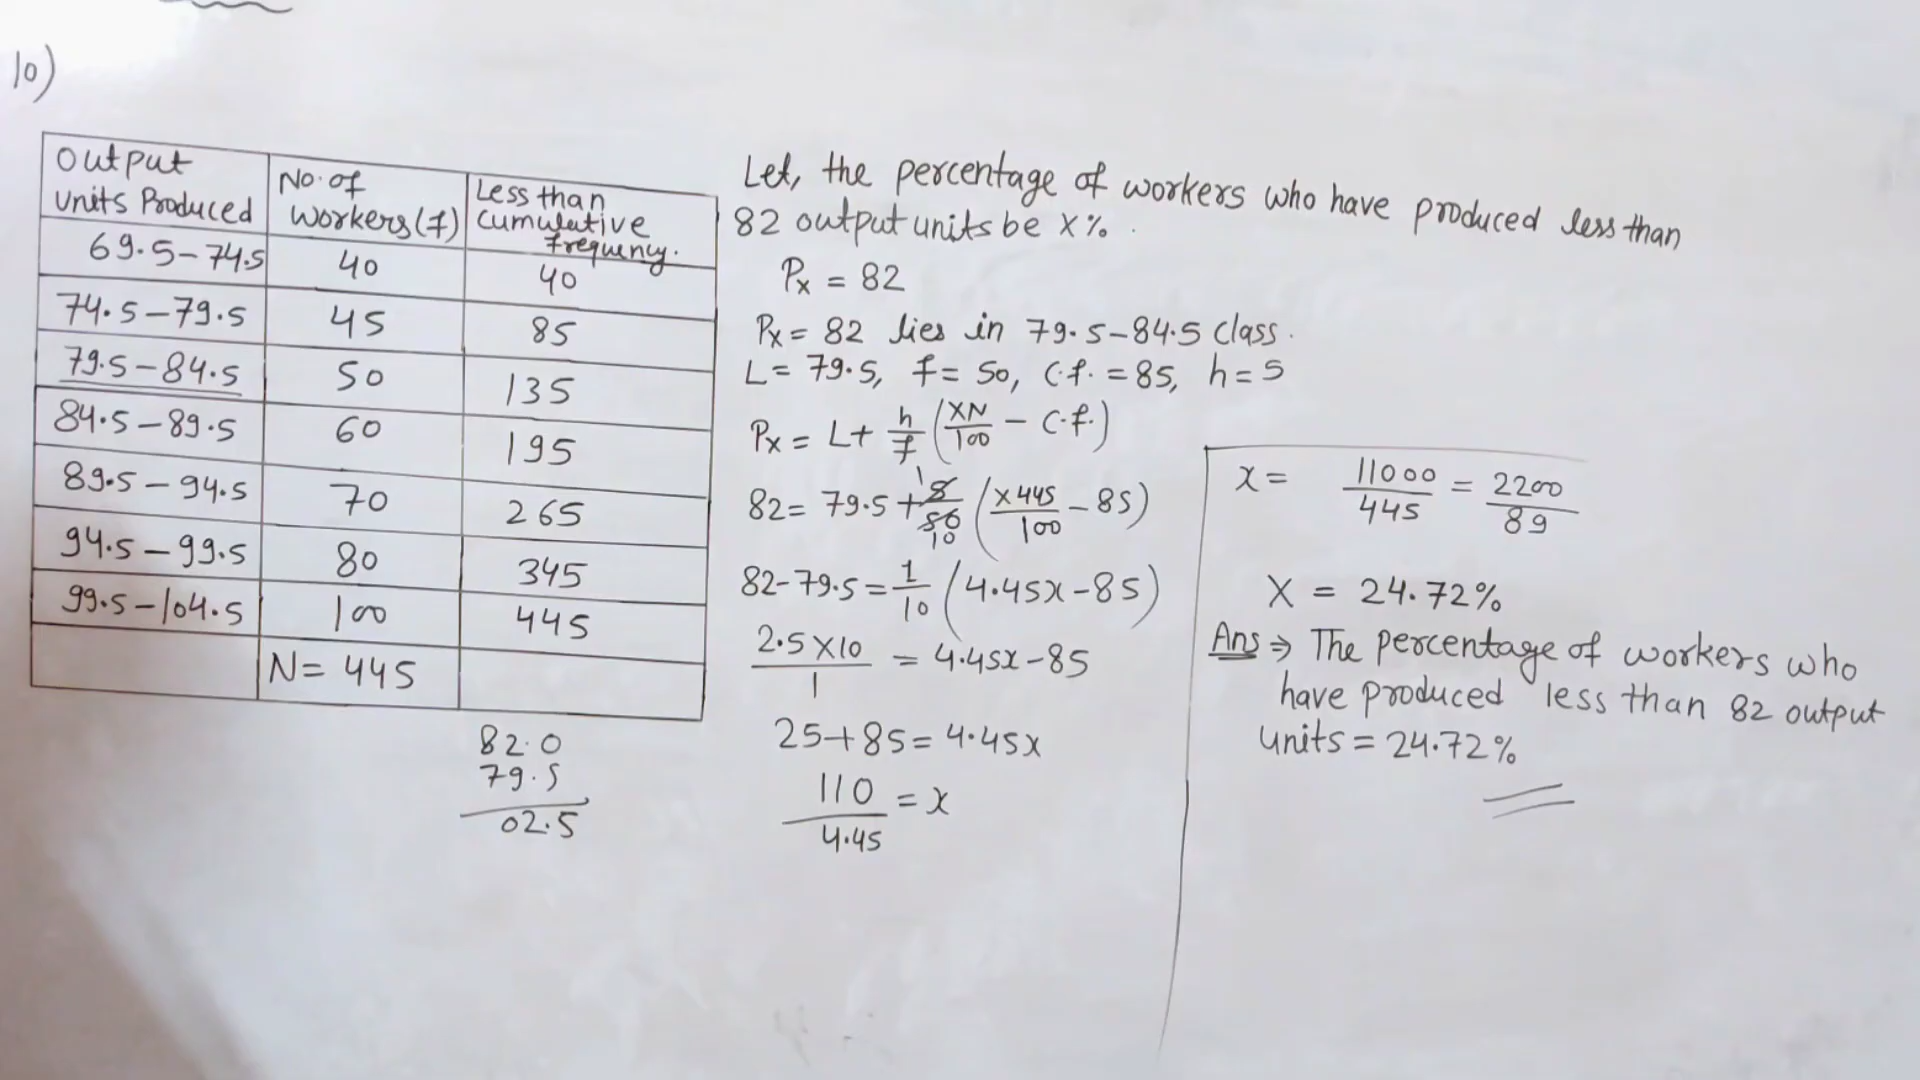 10)
Output
Units Produced
No. of
Workers (f)
Less than
Cumulative
frequency.
69.5-74.5 40 40
74.5-79.5 45 85
79.5-84.5 50 135
84.5-89.5 60 195
89.5-94.5 70 265
94.5-99.5 80 345
99.5-104.5 100 445
N= 445
82.0
79.5
02.5
Let, the percentage of workers who have produced less than
82 output units be x%.
Px = 82
Px = 82 lies in 79.5-84.5 class.
L= 79.5, f= 50, C.f. = 85, h= 5
Px = L+ h/f (XN/100 - C.f.)
82= 79.5 + 5/50 (x445/100 - 85)
1
10
82-79.5 = 1/10 (4.45x-85)
2.5×10/1 = 4.45x-85
25+85= 4.45x
110/4.45 = x
x= 11000/445 = 2200/89
X = 24.72%
Ans ⇒ The percentage of workers who
have produced less than 82 output
units = 24.72%